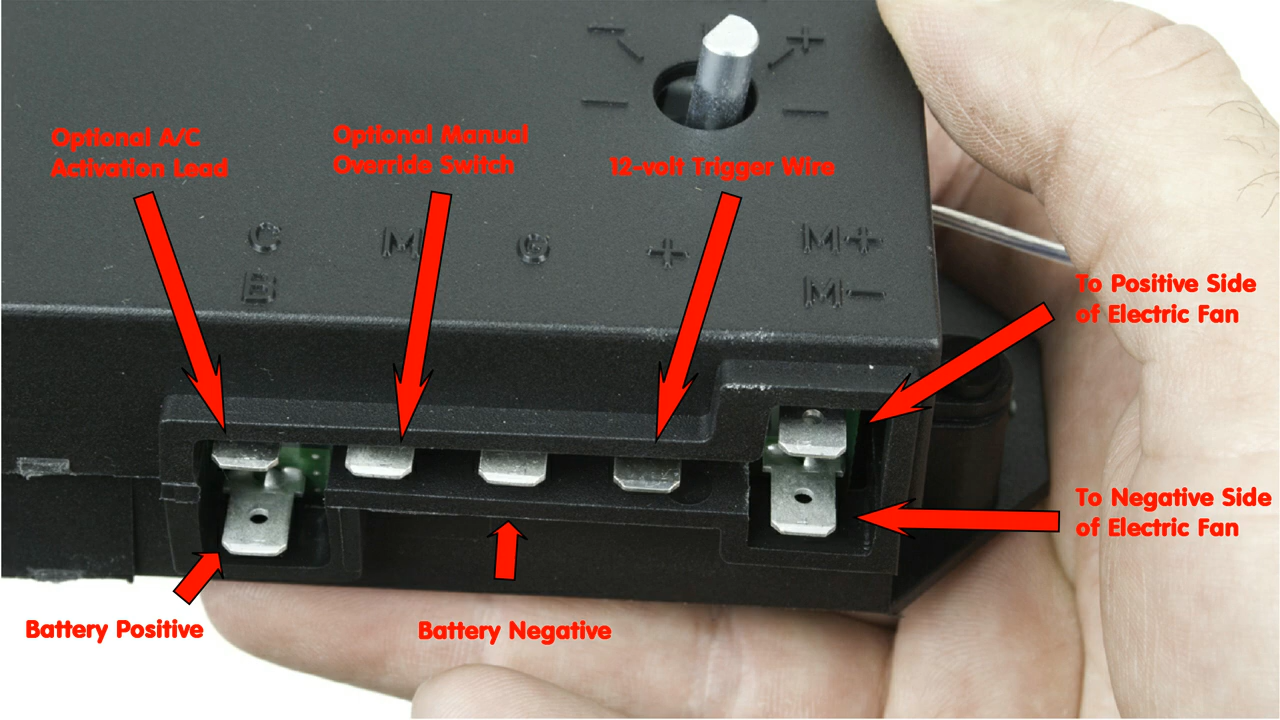 Optional A/C
Activation Lead
Optional Manual
Override Switch
12-volt Trigger Wire
− +
− −
C M G + M+
B M−
To Positive Side
of Electric Fan
To Negative Side
of Electric Fan
Battery Positive
Battery Negative